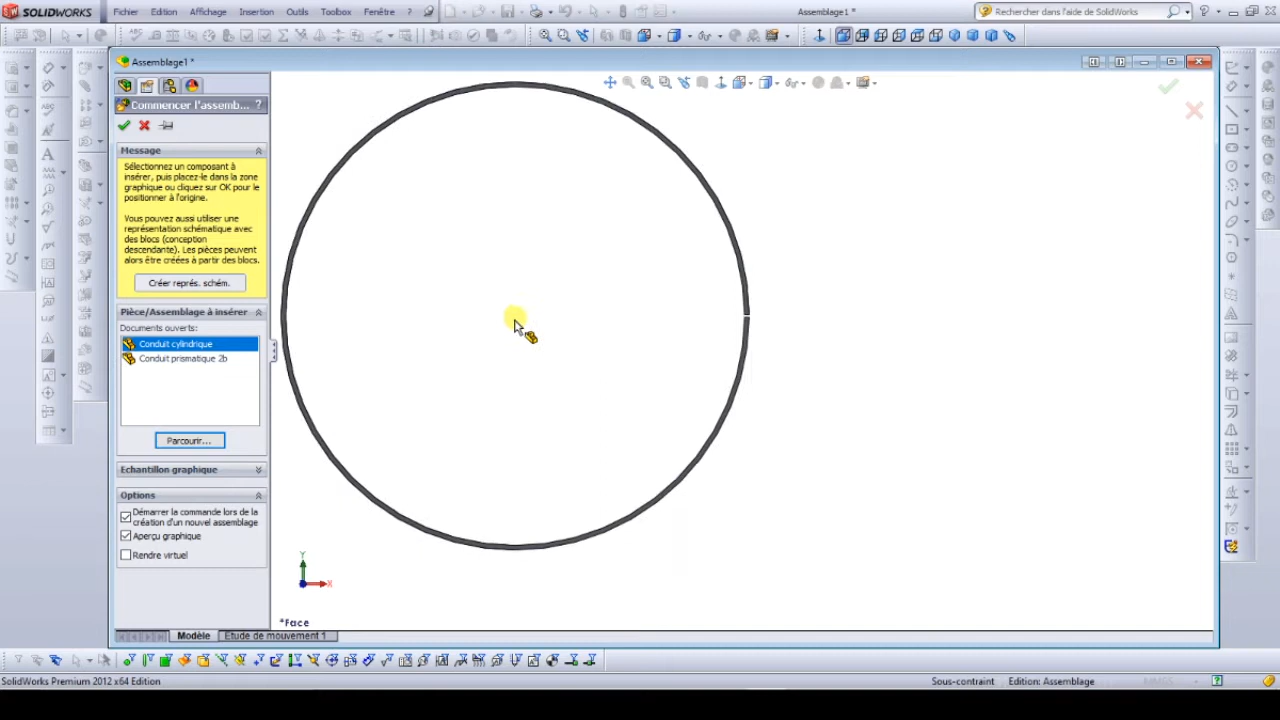 SOLIDWORKS Fichier Edition Affichage Insertion Outils Toolbox Fenêtre ? Assemblage1 * Rechercher dans l'aide de SolidWorks
Assemblage1 *
Commencer l'assemb... ?
Message
Sélectionnez un composant à
insérer, puis placez-le dans la zone
graphique ou cliquez sur OK pour le
positionner à l'origine.
Vous pouvez aussi utiliser une
représentation schématique avec
des blocs (conception
descendante). Les pièces peuvent
alors être créées à partir des blocs.
Créer représ. schém.
Pièce/Assemblage à insérer
Documents ouverts:
Conduit cylindrique
Conduit prismatique 2b
Parcourir...
Echantillon graphique
Options
Démarrer la commande lors de la
création d'un nouvel assemblage
Aperçu graphique
Rendre virtuel
Y
X
*Face
Modèle Etude de mouvement 1
SolidWorks Premium 2012 x64 Edition Sous-contraint Edition: Assemblage MMGS